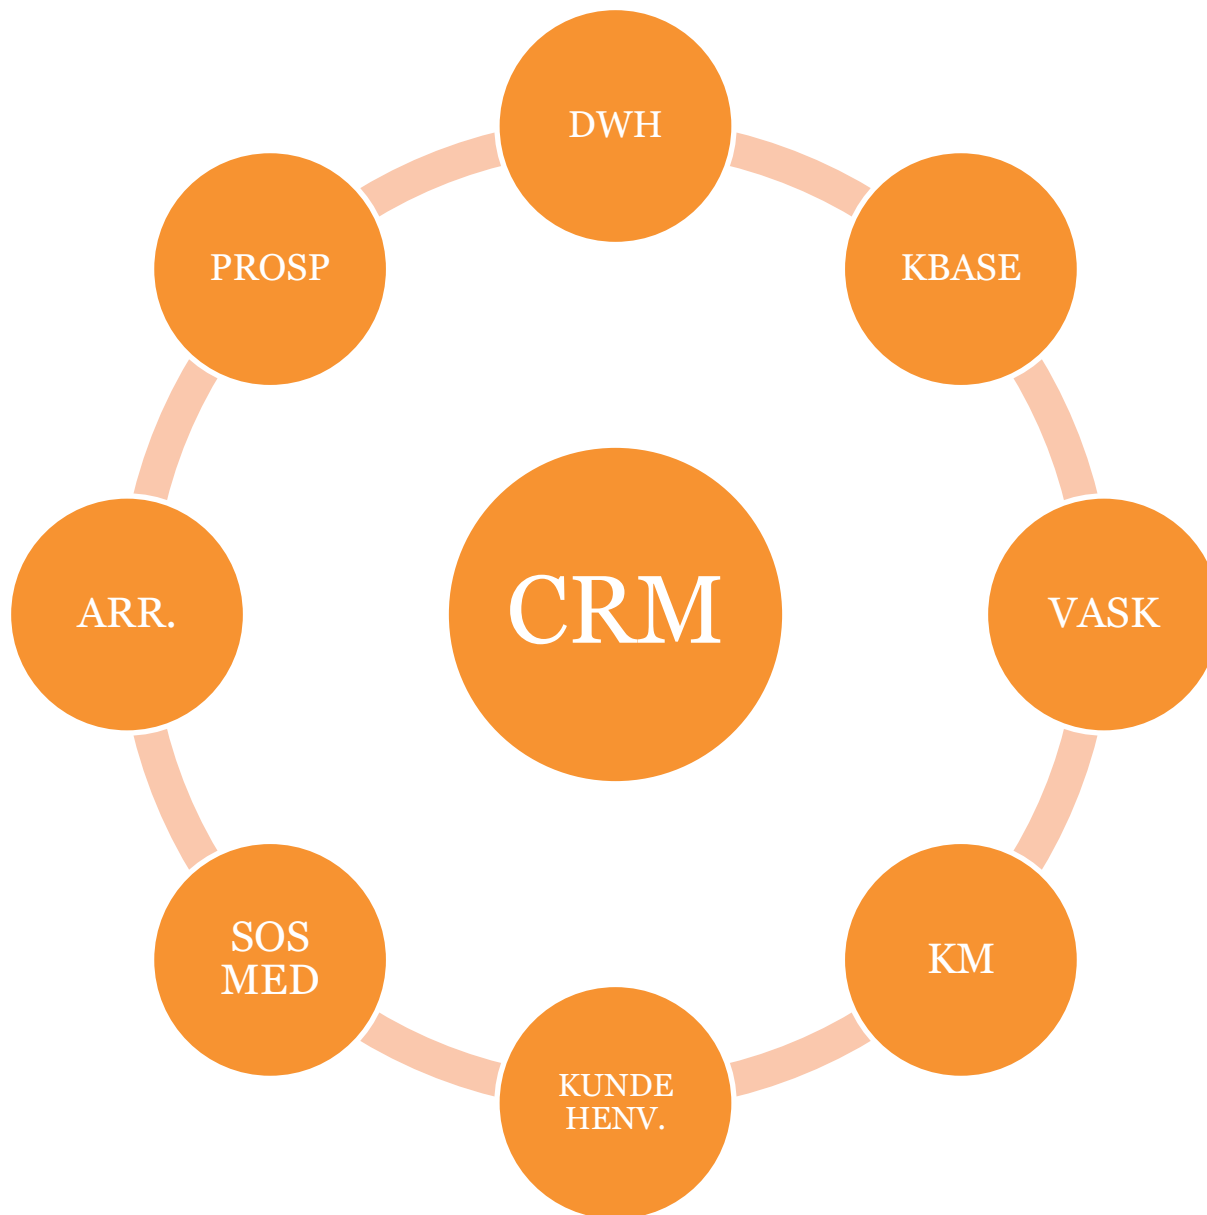 DWH
PROSP
KBASE
ARR.
CRM
VASK
SOS
MED
KM
KUNDE
HENV.